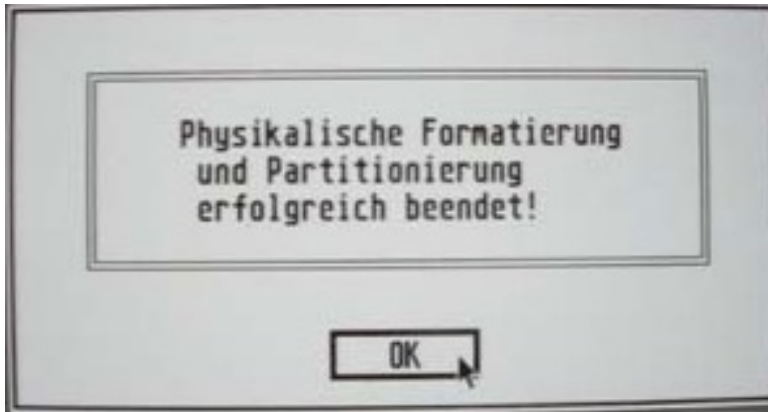 Physikalische Formatierung
und Partitionierung
erfolgreich beendet!
OK